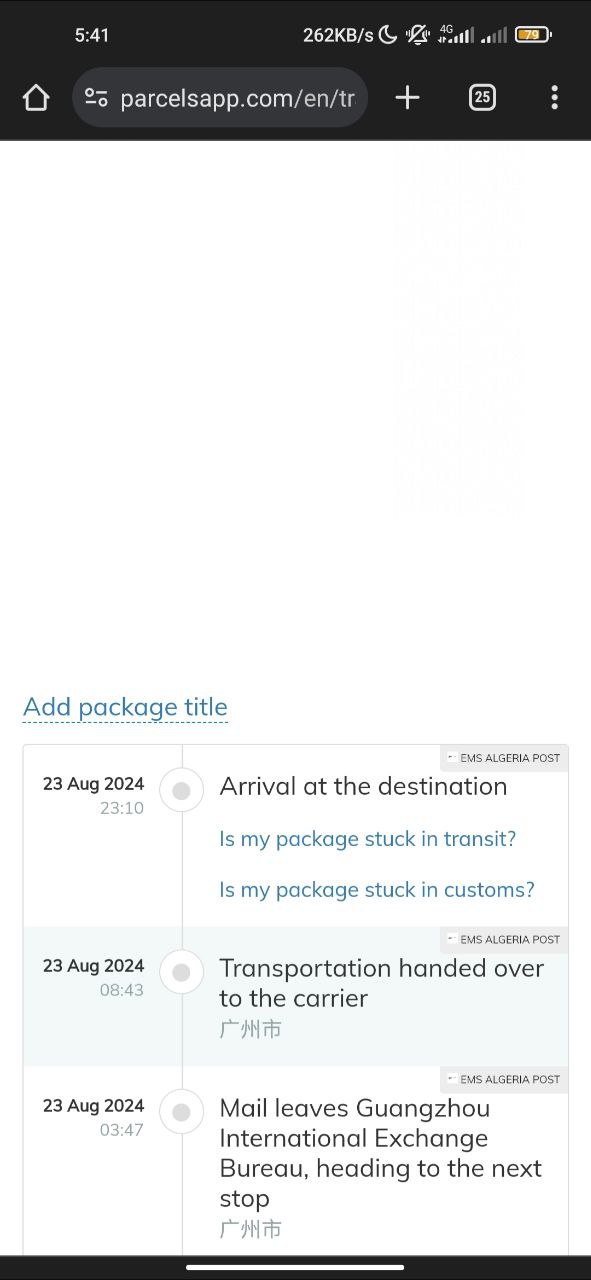 5:41
262KB/s
4G
79
parcelsapp.com/en/tr
25
Add package title
EMS ALGERIA POST
23 Aug 2024
23:10
Arrival at the destination
Is my package stuck in transit?
Is my package stuck in customs?
EMS ALGERIA POST
23 Aug 2024
08:43
Transportation handed over
to the carrier
广州市
EMS ALGERIA POST
23 Aug 2024
03:47
Mail leaves Guangzhou
International Exchange
Bureau, heading to the next
stop
广州市